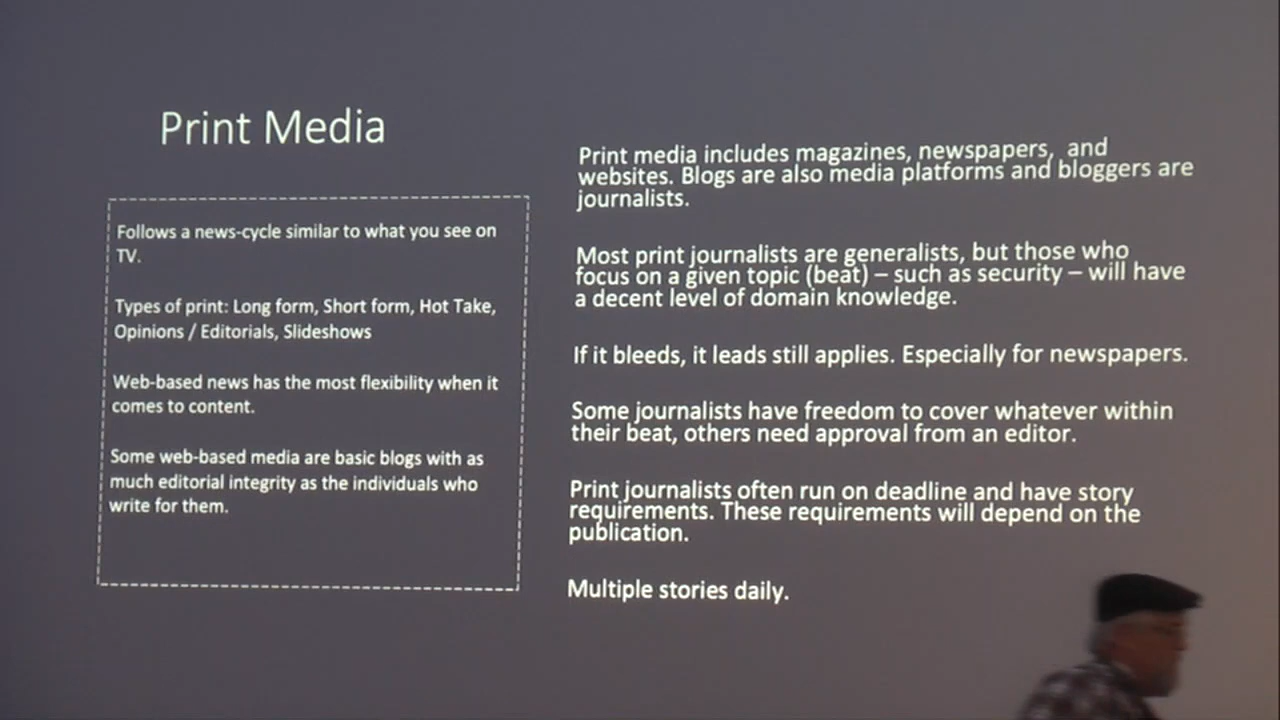 Print Media
Follows a news-cycle similar to what you see on
TV.
Types of print: Long form, Short form, Hot Take,
Opinions / Editorials, Slideshows
Web-based news has the most flexibility when it
comes to content.
Some web-based media are basic blogs with as
much editorial integrity as the individuals who
write for them.
Print media includes magazines, newspapers, and
websites. Blogs are also media platforms and bloggers are
journalists.
Most print journalists are generalists, but those who
focus on a given topic (beat) – such as security – will have
a decent level of domain knowledge.
If it bleeds, it leads still applies. Especially for newspapers.
Some journalists have freedom to cover whatever within
their beat, others need approval from an editor.
Print journalists often run on deadline and have story
requirements. These requirements will depend on the
publication.
Multiple stories daily.